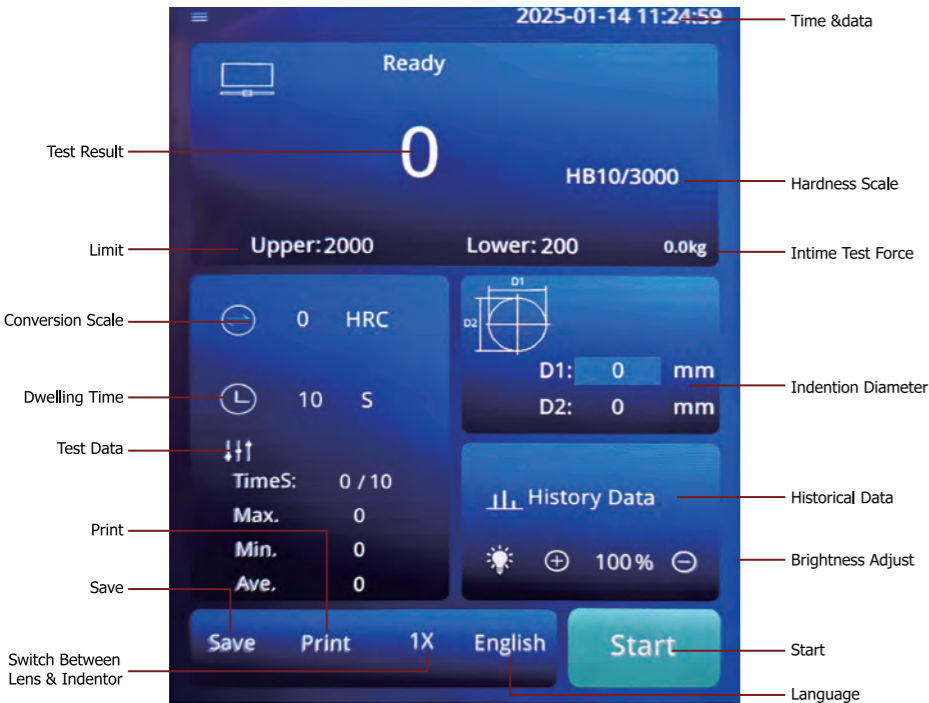 2025-01-14 11:24:59
Time &data
Ready
Test Result
0
HB10/3000
Hardness Scale
Limit
Upper:2000
Lower: 200
0.0kg
Intime Test Force
D1
D2
Conversion Scale
0 HRC
D1: 0 mm
D2: 0 mm
Indention Diameter
Dwelling Time
10 S
Test Data
TimeS: 0 / 10
Max. 0
Min. 0
Ave. 0
History Data
Historical Data
100%
Brightness Adjust
Print
Save
Switch Between
Lens & Indentor
Save Print 1X English
Start
Start
Language